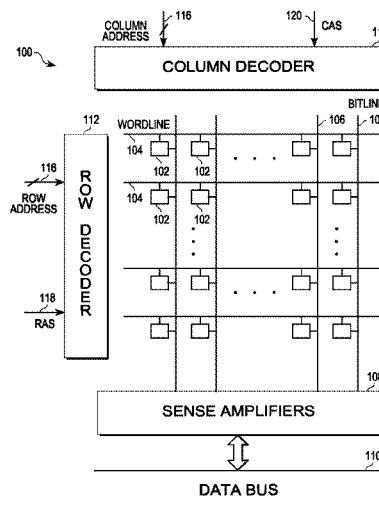 COLUMN
ADDRESS
116
120
CAS
100
COLUMN DECODER
112
WORDLINE
106
BITLINE
104
102
102
116
ROW
ADDRESS
104
102
102
ROW DECODER
118
RAS
108
SENSE AMPLIFIERS
110
DATA BUS